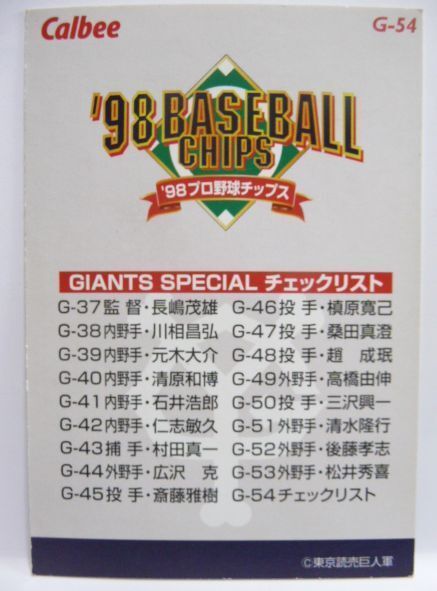 Calbee
G-54
'98 BASEBALL
CHIPS
'98プロ野球チップス
GIANTS SPECIAL チェックリスト
G-37 監督・長嶋茂雄
G-38 内野手・川相昌弘
G-39 内野手・元木大介
G-40 内野手・清原和博
G-41 内野手・石井浩郎
G-42 内野手・仁志敏久
G-43 捕手・村田真一
G-44 外野手・広沢 克
G-45 投手・斎藤雅樹
G-46 投手・槙原寛己
G-47 投手・桑田真澄
G-48 投手・趙 成珉
G-49 外野手・高橋由伸
G-50 投手・三沢興一
G-51 外野手・清水隆行
G-52 外野手・後藤孝志
G-53 外野手・松井秀喜
G-54 チェックリスト
©東京読売巨人軍